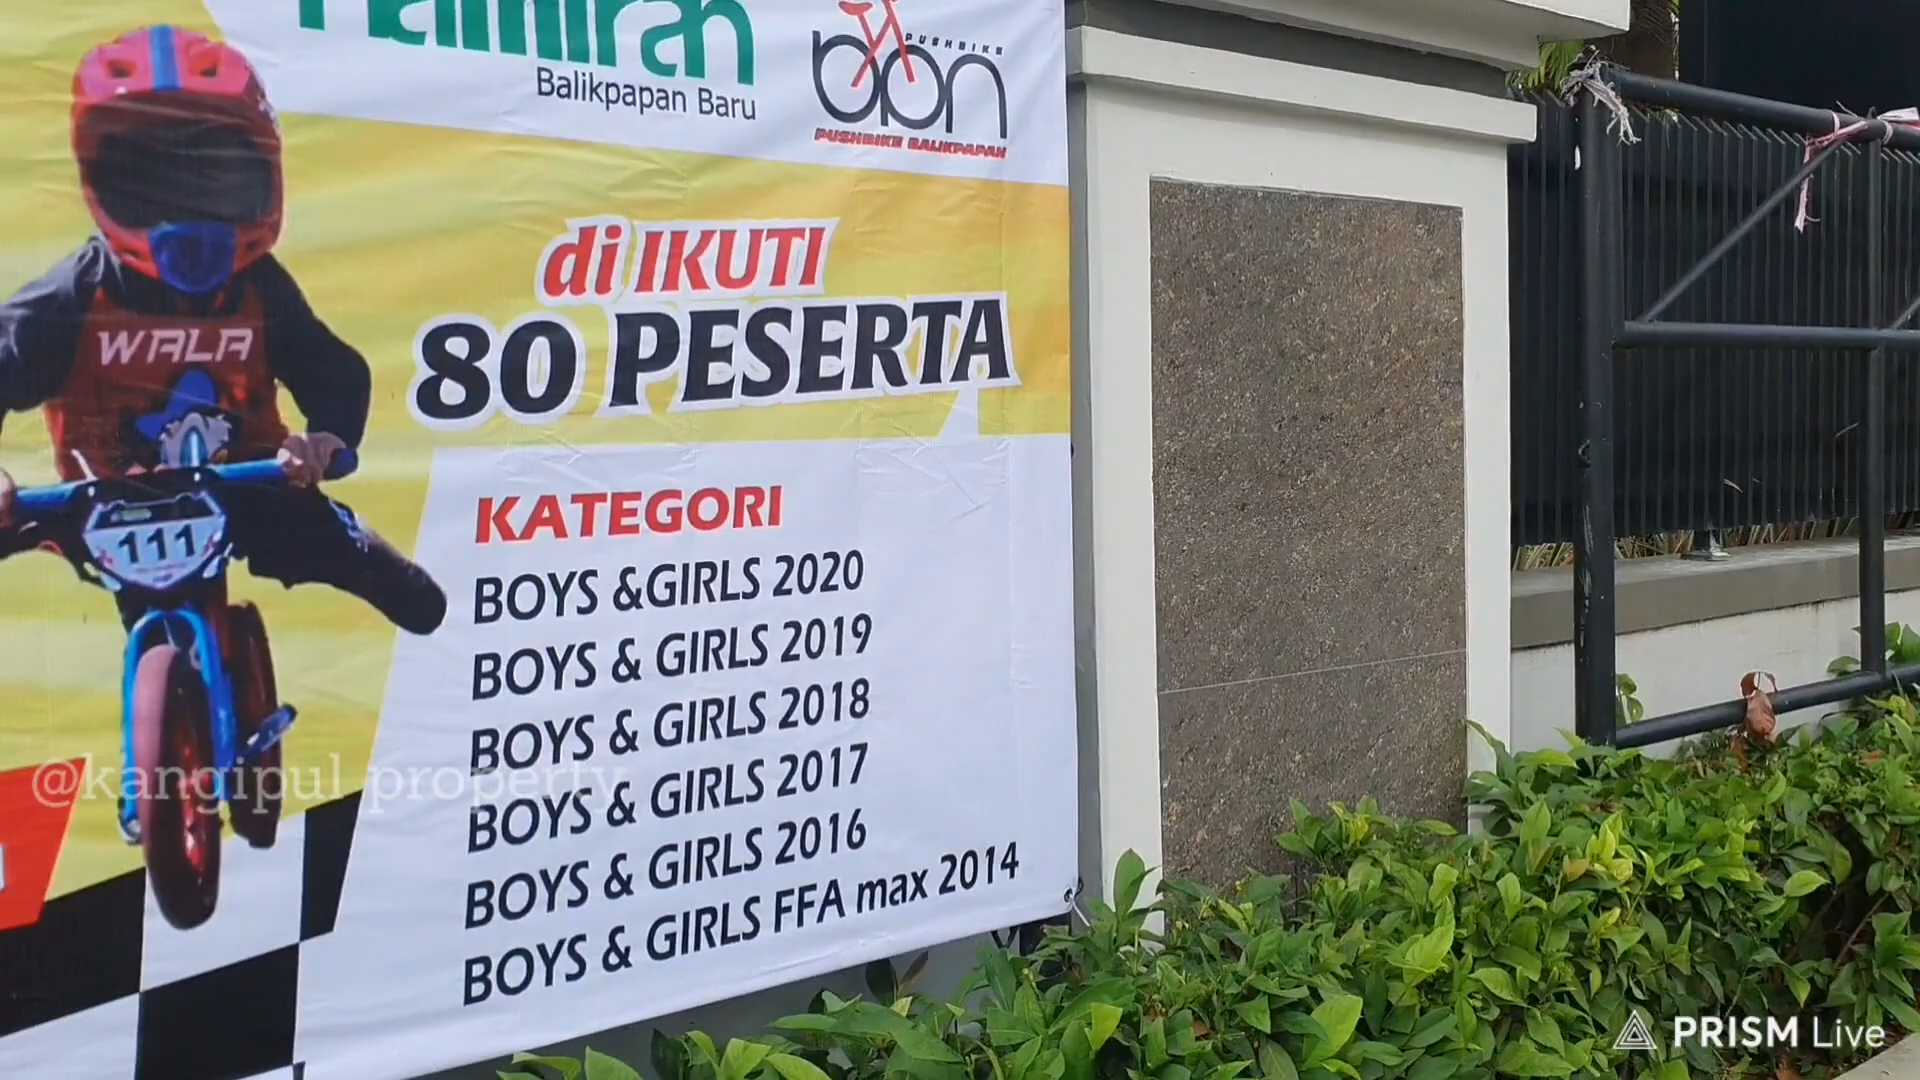 Balikpapan Baru
PUSHBIKE
PUSHBIKE BALIKPAPAN
di IKUTI
80 PESERTA
WALA
111
KATEGORI
BOYS &GIRLS 2020
BOYS & GIRLS 2019
BOYS & GIRLS 2018
BOYS & GIRLS 2017
BOYS & GIRLS 2016
BOYS & GIRLS FFA max 2014
@kangipul property
PRISM Live